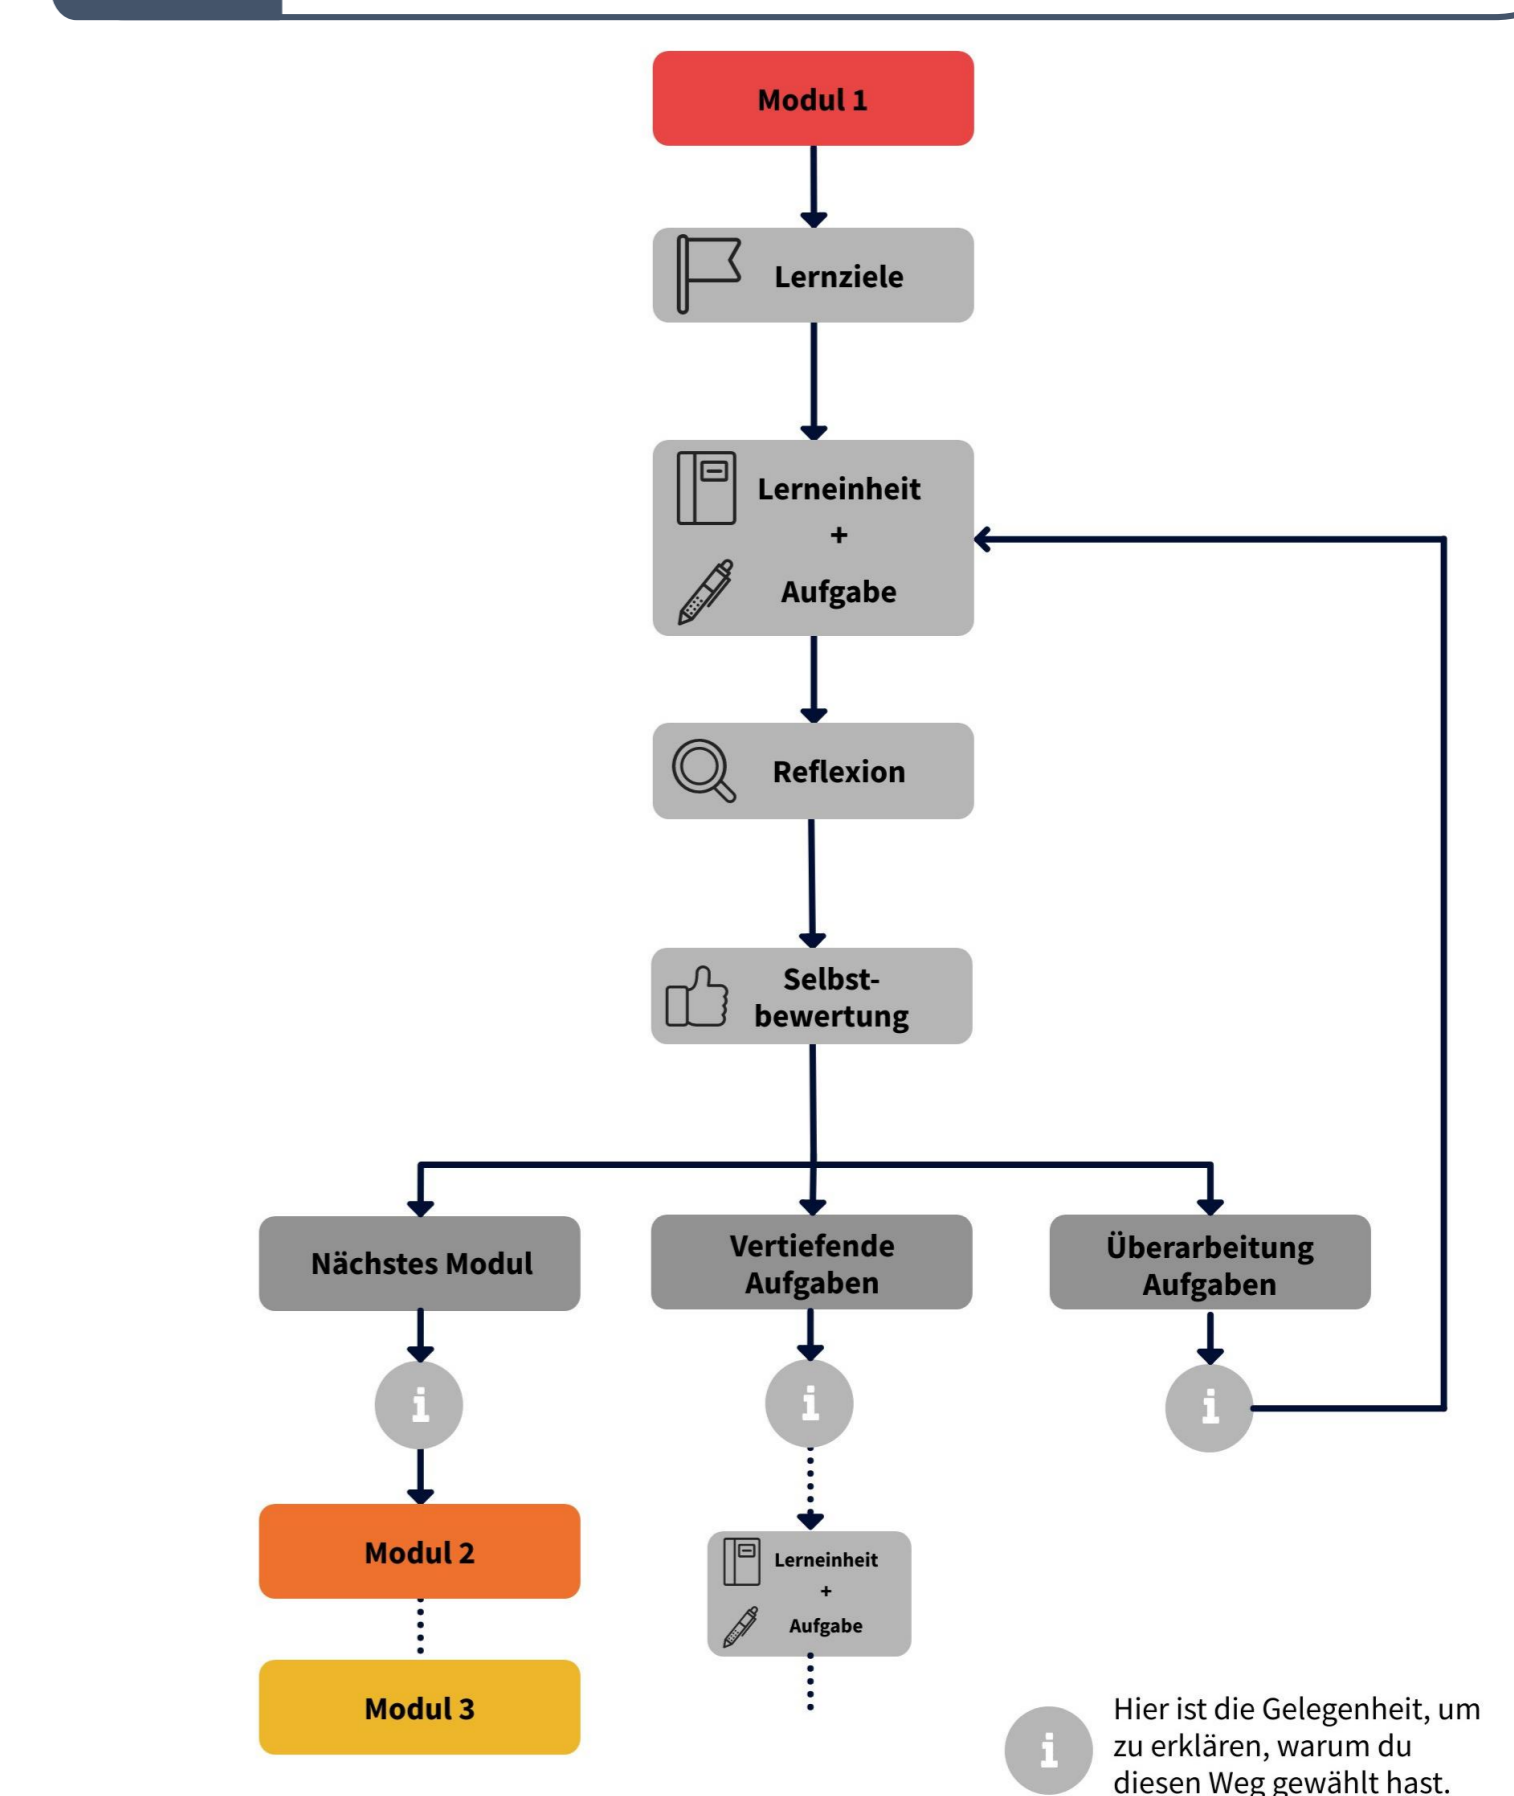 Modul 1
Lernziele
Lerneinheit
+
Aufgabe
Reflexion
Selbst-
bewertung
Nächstes Modul
Vertiefende
Aufgaben
Überarbeitung
Aufgaben
i
i
i
Modul 2
Lerneinheit
+
Aufgabe
Modul 3
i
Hier ist die Gelegenheit, um
zu erklären, warum du
diesen Weg gewählt hast.